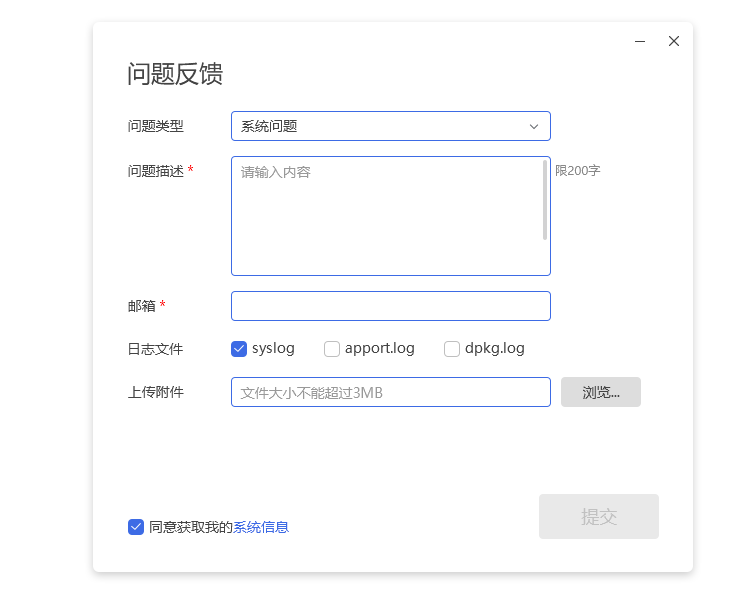 问题反馈
问题类型 系统问题
问题描述 * 请输入内容 限200字
邮箱 *
日志文件 syslog apport.log dpkg.log
上传附件 文件大小不能超过3MB 浏览...
同意获取我的系统信息 提交